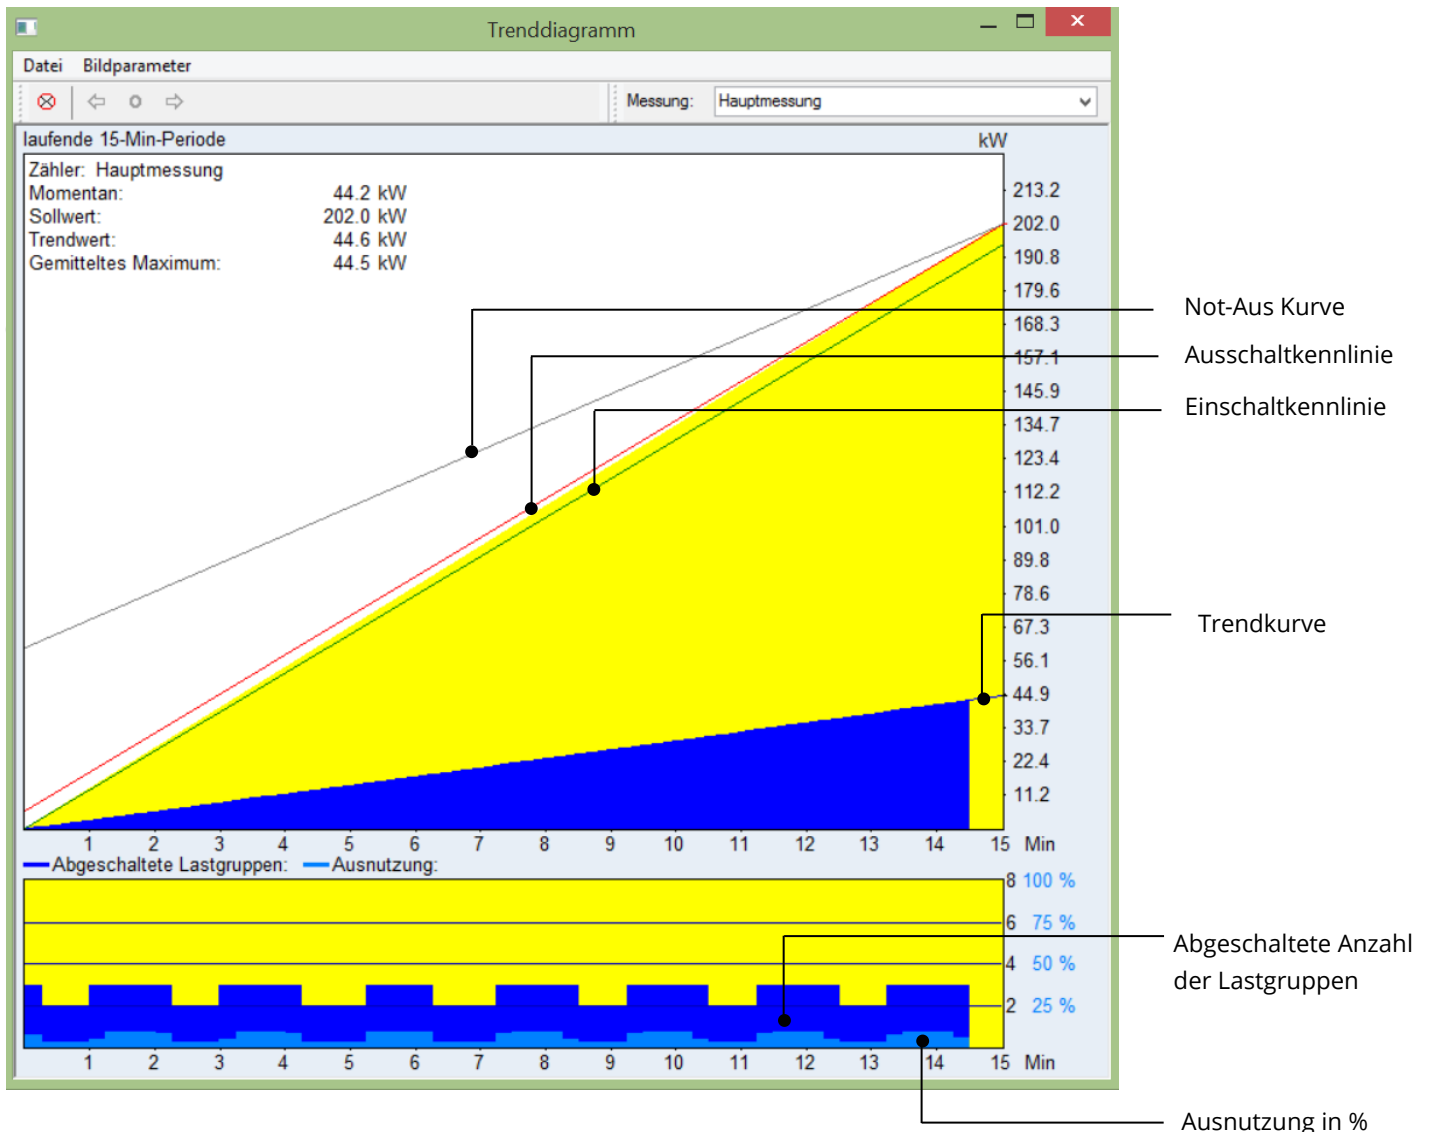 Trenddiagramm
Datei Bildparameter
Messung: Hauptmessung
laufende 15-Min-Periode kW
Zähler: Hauptmessung
Momentan: 44.2 kW
Sollwert: 202.0 kW
Trendwert: 44.6 kW
Gemitteltes Maximum: 44.5 kW
213.2
202.0
190.8
179.6
168.3
157.1
145.9
134.7
123.4
112.2
101.0
89.8
78.6
67.3
56.1
44.9
33.7
22.4
11.2
Not-Aus Kurve
Ausschaltkennlinie
Einschaltkennlinie
Trendkurve
1 2 3 4 5 6 7 8 9 10 11 12 13 14 15 Min
Abgeschaltete Lastgruppen: Ausnutzung:
8 100 %
6 75 %
4 50 %
2 25 %
Abgeschaltete Anzahl
der Lastgruppen
1 2 3 4 5 6 7 8 9 10 11 12 13 14 15 Min
Ausnutzung in %